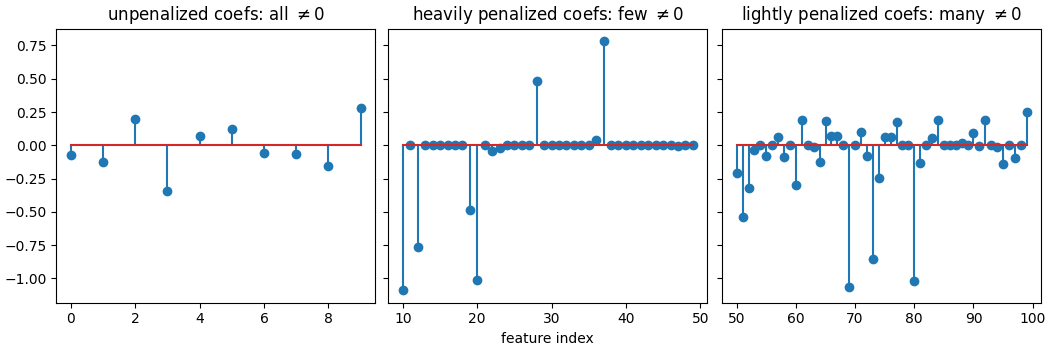 unpenalized coefs: all ≠0
heavily penalized coefs: few ≠0
lightly penalized coefs: many ≠0
0.75
0.50
0.25
0.00
−0.25
−0.50
−0.75
−1.00
0 2 4 6 8
10 20 30 40 50
50 60 70 80 90 100
feature index